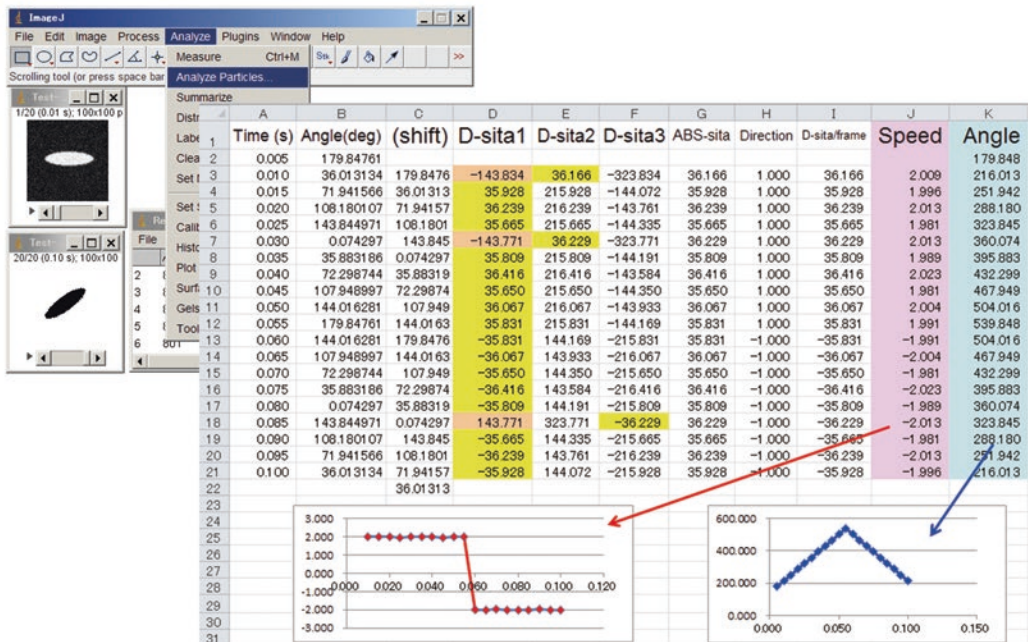 ImageJ
File Edit Image Process Analyze Plugins Window Help
Measure Ctrl+M
Scrolling tool (or press space bar
Analyze Particles...
Summarize
Test-
1/20 (0.01 s); 100x100 p
Test-
20/20 (0.10 s); 100x100
File
Plot
Gels
A B C D E F G H I J K
1 Time (s) Angle(deg) (shift) D-sita1 D-sita2 D-sita3 ABS-sita Direction D-sita/frame Speed Angle
2 0.005 179.84761 179.848
3 0.010 36.013134 179.8476 −143.834 36.166 −323.834 36.166 1.000 36.166 2.009 216.013
4 0.015 71.941566 36.01313 35.928 215.928 −144.072 35.928 1.000 35.928 1.996 251.942
5 0.020 108.180107 71.94157 36.239 216.239 −143.761 36.239 1.000 36.239 2.013 288.180
6 0.025 143.844971 108.1801 35.665 215.665 −144.335 35.665 1.000 35.665 1.981 323.845
7 0.030 0.074297 143.845 −143.771 36.229 −323.771 36.229 1.000 36.229 2.013 360.074
8 0.035 35.883186 0.074297 35.809 215.809 −144.191 35.809 1.000 35.809 1.989 395.883
9 0.040 72.298744 35.88319 36.416 216.416 −143.584 36.416 1.000 36.416 2.023 432.299
10 0.045 107.948997 72.29874 35.650 215.650 −144.350 35.650 1.000 35.650 1.981 467.949
11 0.050 144.016281 107.949 36.067 216.067 −143.933 36.067 1.000 36.067 2.004 504.016
12 0.055 179.84761 144.0163 35.831 215.831 −144.169 35.831 1.000 35.831 1.991 539.848
13 0.060 144.016281 179.8476 −35.831 144.169 −215.831 35.831 −1.000 −35.831 −1.991 504.016
14 0.065 107.948997 144.0163 −36.067 143.933 −216.067 36.067 −1.000 −36.067 −2.004 467.949
15 0.070 72.298744 107.949 −35.650 144.350 −215.650 35.650 −1.000 −35.650 −1.981 432.299
16 0.075 35.883186 72.29874 −36.416 143.584 −216.416 36.416 −1.000 −36.416 −2.023 395.883
17 0.080 0.074297 35.88319 −35.809 144.191 −215.809 35.809 −1.000 −35.809 −1.989 360.074
18 0.085 143.844971 0.074297 143.771 323.771 −36.229 36.229 −1.000 −36.229 −2.013 323.845
19 0.090 108.180107 143.845 −35.665 144.335 −215.665 35.665 −1.000 −35.665 −1.981 288.180
20 0.095 71.941566 108.1801 −36.239 143.761 −216.239 36.239 −1.000 −36.239 −2.013 251.942
21 0.100 36.013134 71.94157 −35.928 144.072 −215.928 35.928 −1.000 −35.928 −1.996 216.013
22 36.01313
23
24
25
26
27
28
29
30
31
3.000
2.000
1.000
0.000
−1.000
−2.000
−3.000
0.000 0.020 0.040 0.060 0.080 0.100 0.120
600.000
400.000
200.000
0.000
0.000 0.050 0.100 0.150